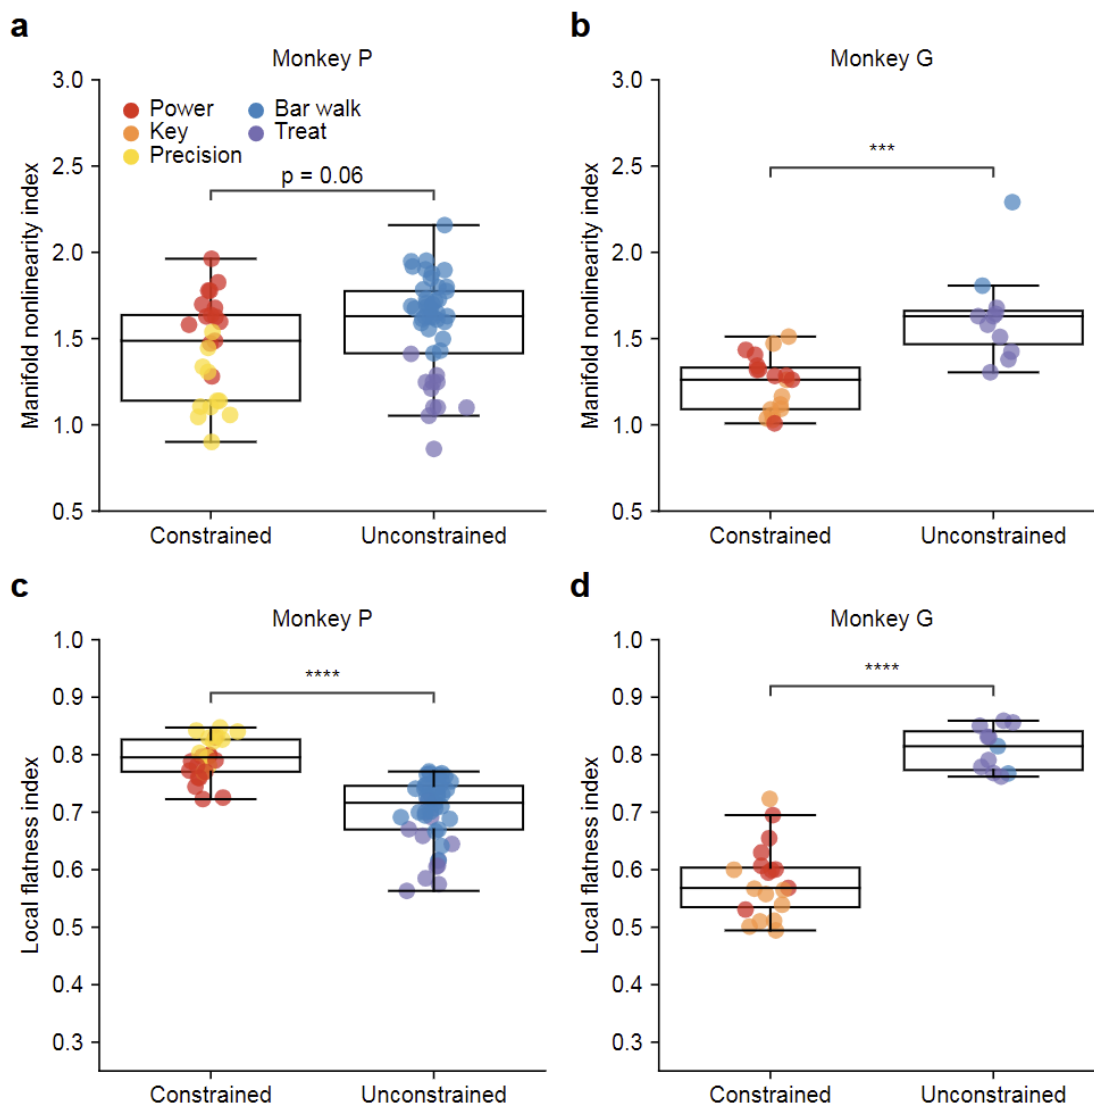 a
b
Monkey P
Monkey G
Manifold nonlinearity index
3.0
2.5
2.0
1.5
1.0
0.5
Power
Bar walk
Key
Treat
Precision
p = 0.06
Constrained
Unconstrained
Manifold nonlinearity index
3.0
2.5
2.0
1.5
1.0
0.5
***
Constrained
Unconstrained
c
d
Monkey P
Monkey G
Local flatness index
1.0
0.9
0.8
0.7
0.6
0.5
0.4
0.3
****
Constrained
Unconstrained
Local flatness index
1.0
0.9
0.8
0.7
0.6
0.5
0.4
0.3
****
Constrained
Unconstrained